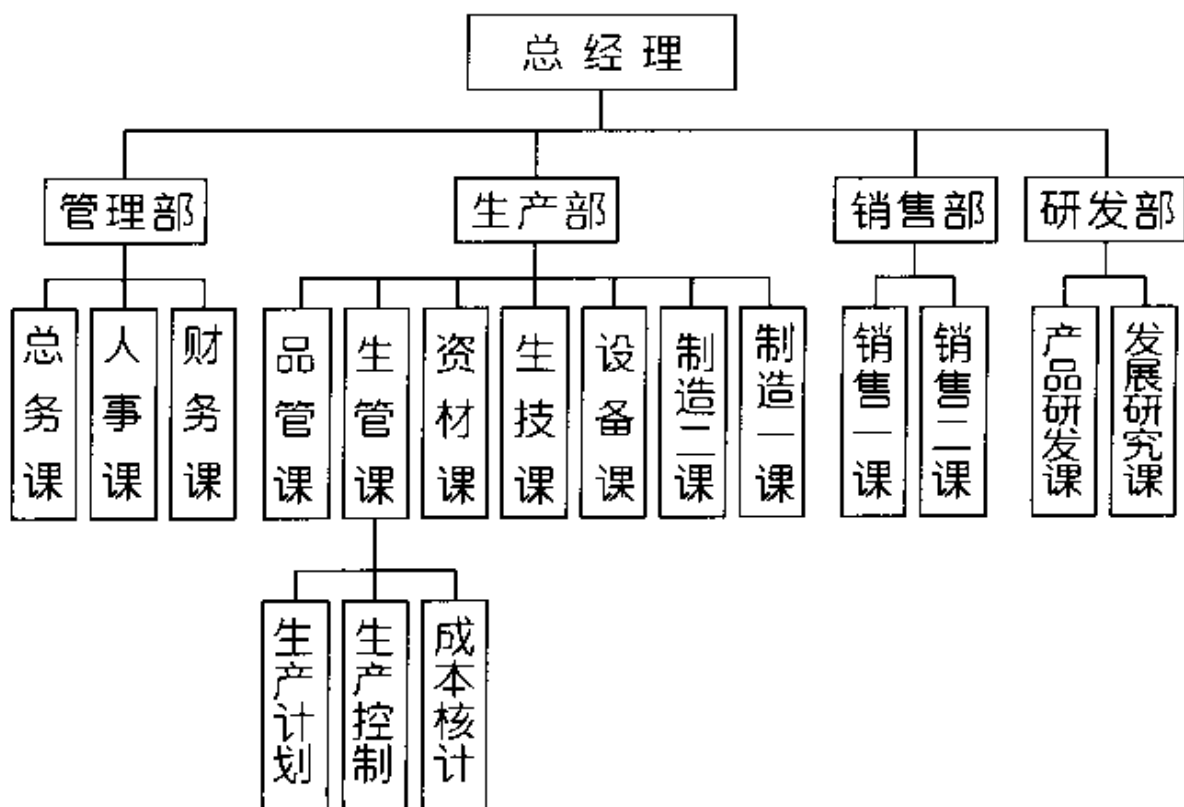 总经理
管理部
生产部
销售部
研发部
总务课
人事课
财务课
品管课
生管课
资材课
生技课
设备课
制造二课
制造一课
销售一课
销售二课
产品研发课
发展研究课
生产计划
生产控制
成本核计